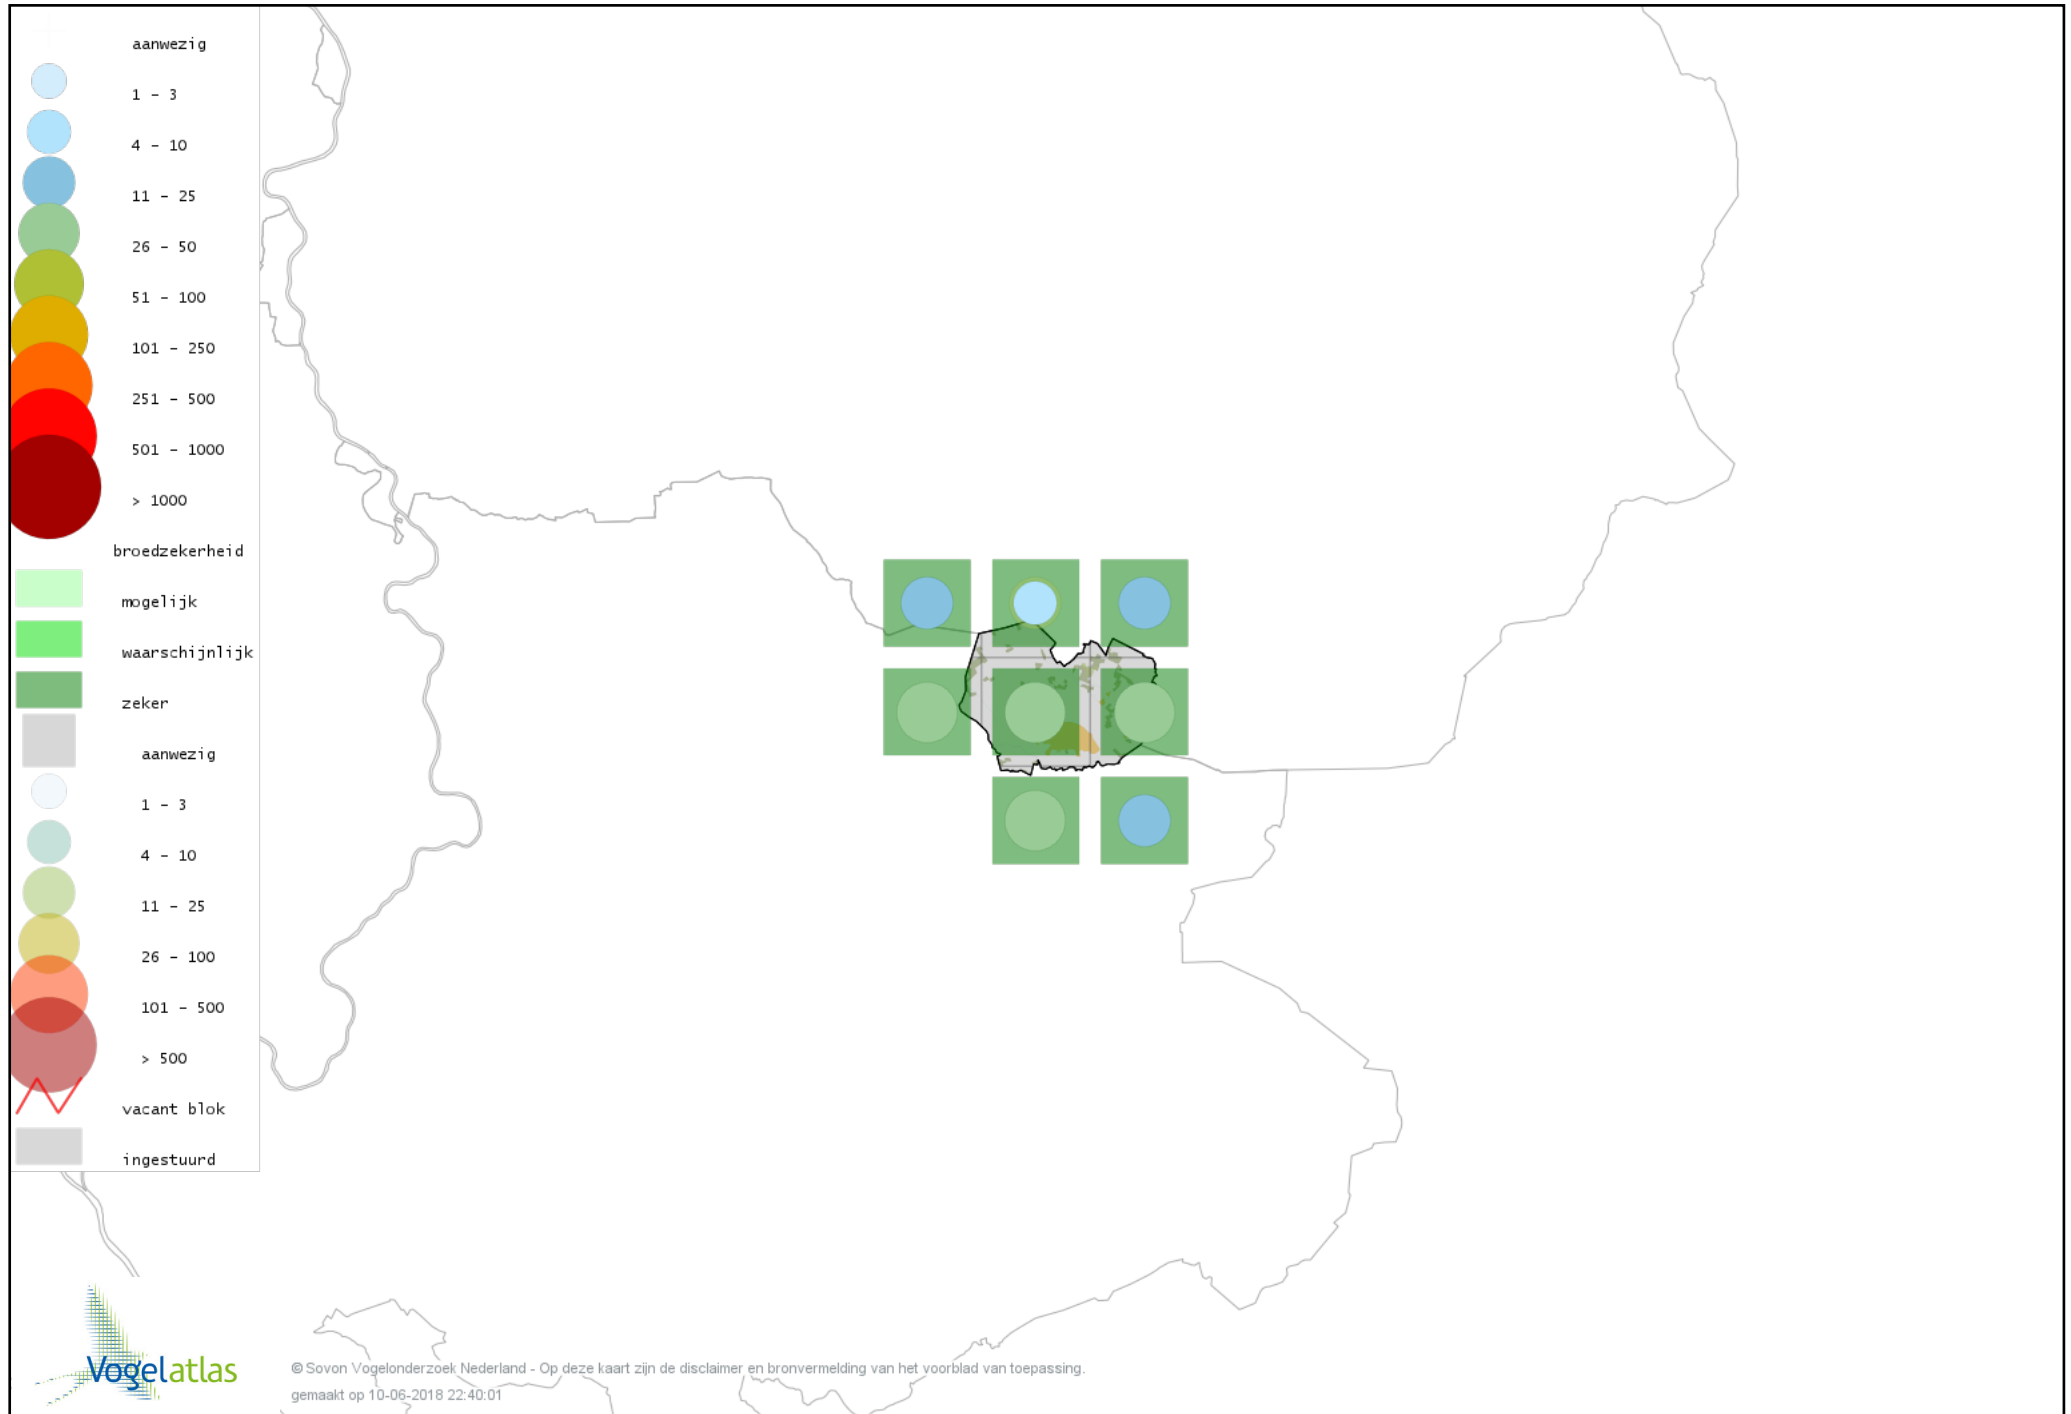 aanwezig
1 - 3
4 - 10
11 - 25
26 - 50
51 - 100
101 - 250
251 - 500
501 - 1000
> 1000
broedzekerheid
mogelijk
waarschijnlijk
zeker
aanwezig
1 - 3
4 - 10
11 - 25
26 - 100
101 - 500
> 500
vacant blok
ingestuurd
Vogelatlas
© Sovon Vogelonderzoek Nederland - Op deze kaart zijn de disclaimer en bronvermelding van het voorblad van toepassing.
gemaakt op 10-06-2018 22:40:01